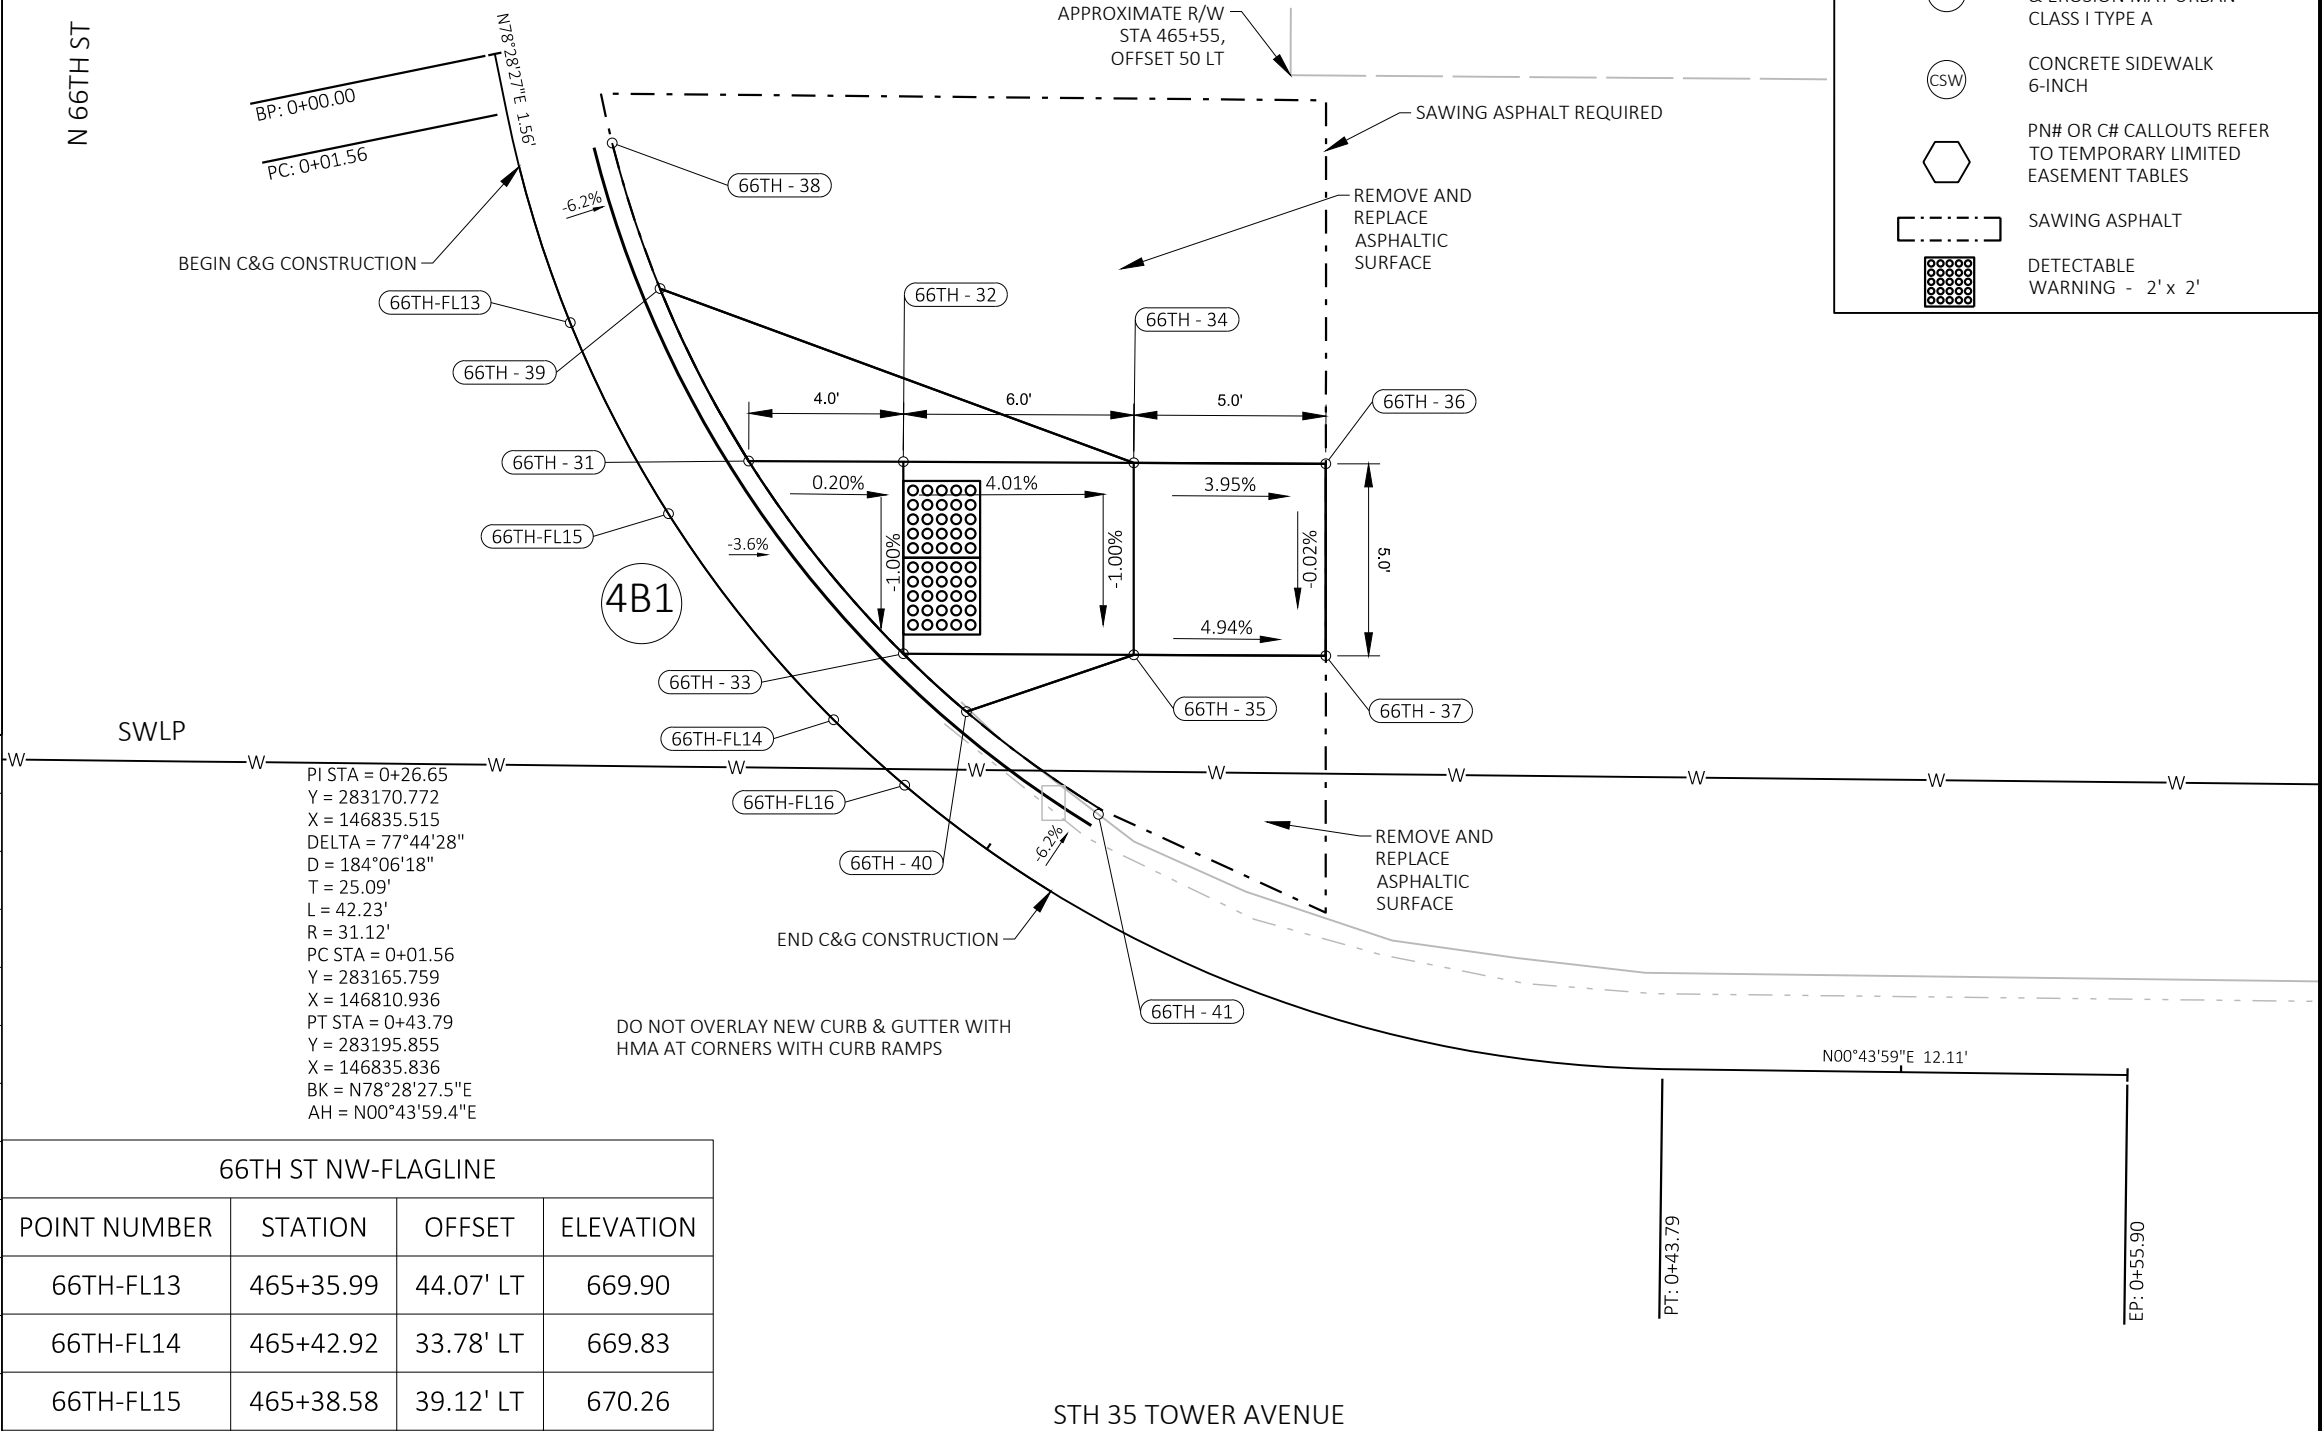 N 66TH ST
BP: 0+00.00
PC: 0+01.56
N78°28'27"E 1.56'
APPROXIMATE R/W
STA 465+55,
OFFSET 50 LT
CLASS I TYPE A
CSW
CONCRETE SIDEWALK
6-INCH
PN# OR C# CALLOUTS REFER
TO TEMPORARY LIMITED
EASEMENT TABLES
SAWING ASPHALT
DETECTABLE
WARNING - 2' x 2'
SAWING ASPHALT REQUIRED
66TH - 38
-6.2%
REMOVE AND
REPLACE
ASPHALTIC
SURFACE
BEGIN C&G CONSTRUCTION
66TH-FL13
66TH - 32
66TH - 34
66TH - 39
4.0'
6.0'
5.0'
66TH - 36
66TH - 31
0.20%
4.01%
3.95%
66TH-FL15
-3.6%
-1.00%
-1.00%
-0.02%
5.0'
4B1
4.94%
66TH - 33
66TH - 35
66TH - 37
SWLP
66TH-FL14
W
W
W
W
W
W
W
W
W
W
66TH-FL16
-6.2%
66TH - 40
REMOVE AND
REPLACE
ASPHALTIC
SURFACE
END C&G CONSTRUCTION
66TH - 41
DO NOT OVERLAY NEW CURB & GUTTER WITH
HMA AT CORNERS WITH CURB RAMPS
N00°43'59"E 12.11'
PT: 0+43.79
EP: 0+55.90
PI STA = 0+26.65
Y = 283170.772
X = 146835.515
DELTA = 77°44'28"
D = 184°06'18"
T = 25.09'
L = 42.23'
R = 31.12'
PC STA = 0+01.56
Y = 283165.759
X = 146810.936
PT STA = 0+43.79
Y = 283195.855
X = 146835.836
BK = N78°28'27.5"E
AH = N00°43'59.4"E
66TH ST NW-FLAGLINE
POINT NUMBER STATION OFFSET ELEVATION
66TH-FL13 465+35.99 44.07' LT 669.90
66TH-FL14 465+42.92 33.78' LT 669.83
66TH-FL15 465+38.58 39.12' LT 670.26
STH 35 TOWER AVENUE